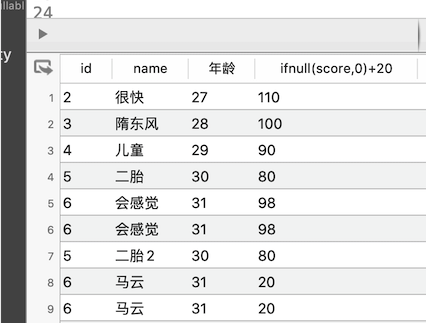 ullabl
24
ty
id name 年龄 ifnull(score,0)+20
1 2 很快 27 110
2 3 隋东风 28 100
3 4 儿童 29 90
4 5 二胎 30 80
5 6 会感觉 31 98
6 6 会感觉 31 98
7 5 二胎2 30 80
8 6 马云 31 20
9 6 马云 31 20